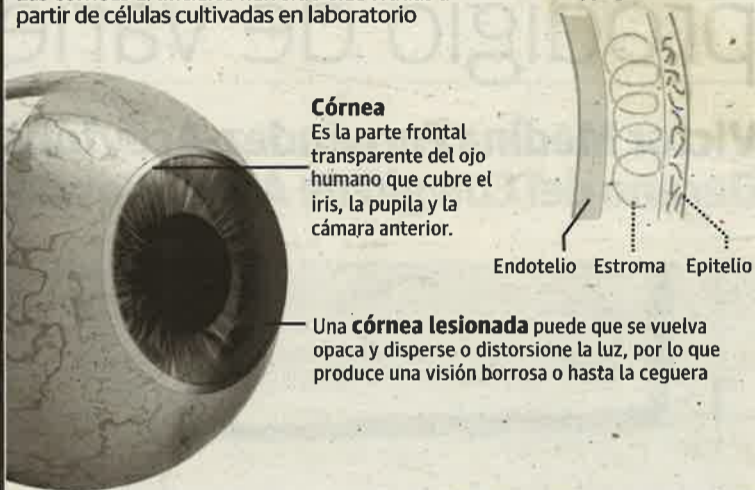 partir de células cultivadas en laboratorio
Córnea
Es la parte frontal
transparente del ojo
humano que cubre el
iris, la pupila y la
cámara anterior.
Endotelio Estroma Epitelio
Una córnea lesionada puede que se vuelva
opaca y disperse o distorsione la luz, por lo que
produce una visión borrosa o hasta la ceguera